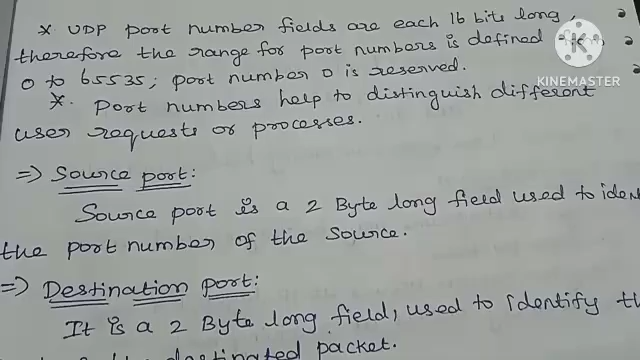 * UDP port number fields are each 16 bits long,
therefore the range for port numbers is defined
0 to 65535; port number 0 is reserved.
*. Port numbers help to distinguish different
user requests or processes.
=> Source port:
Source port is a 2 Byte long field used to iden
the port number of the source.
=> Destination port:
It is a 2 Byte long field, used to identify th
destinated packet.
K
KINEMASTER